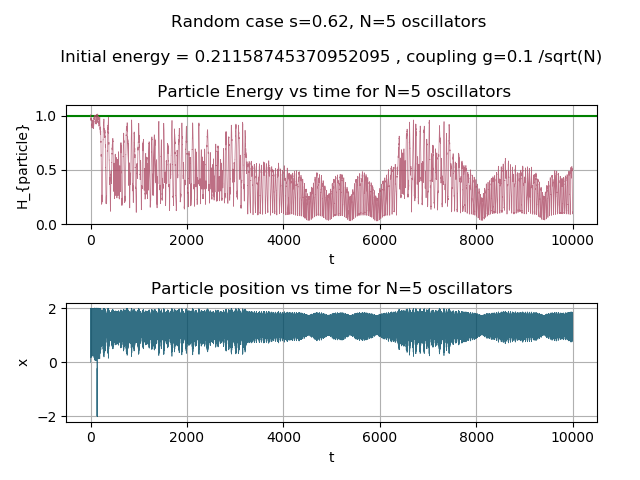 Random case s=0.62, N=5 oscillators
Initial energy = 0.21158745370952095 , coupling g=0.1 /sqrt(N)
Particle Energy vs time for N=5 oscillators
H_{particle}
1.0
0.5
0.0
0 2000 4000 6000 8000 10000
t
Particle position vs time for N=5 oscillators
x
2
0
−2
0 2000 4000 6000 8000 10000
t